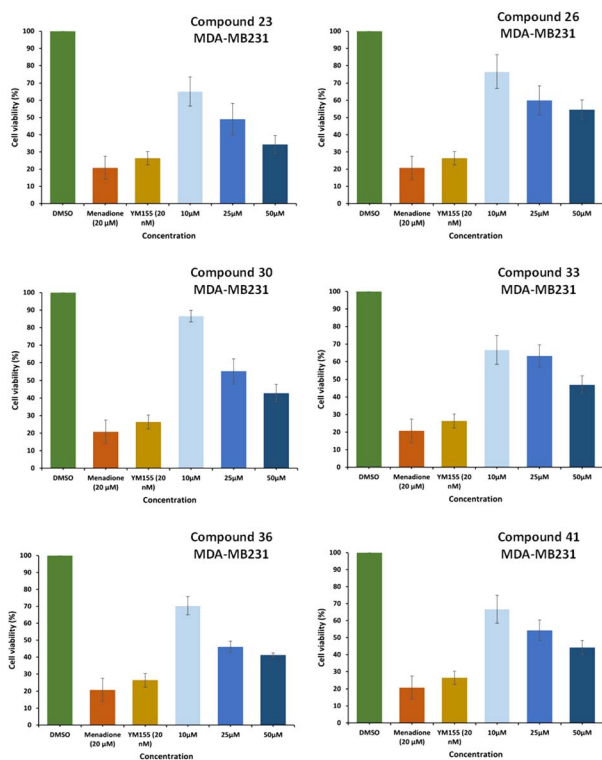 Compound 23
MDA-MB231
Cell viability (%)
100
90
80
70
60
50
40
30
20
10
0
DMSO
Menadione
(20 µM)
YM155 (20
nM)
10µM
25µM
50µM
Concentration
Compound 26
MDA-MB231
Cell viability (%)
100
90
80
70
60
50
40
30
20
10
0
DMSO
Menadione
(20 µM)
YM155 (20
nM)
10µM
25µM
50µM
Concentration
Compound 30
MDA-MB231
Cell viability (%)
100
90
80
70
60
50
40
30
20
10
0
DMSO
Menadione
(20 µM)
YM155 (20
nM)
10µM
25µM
50µM
Concentration
Compound 33
MDA-MB231
Cell viability (%)
100
90
80
70
60
50
40
30
20
10
0
DMSO
Menadione
(20 µM)
YM155 (20
nM)
10µM
25µM
50µM
Concentration
Compound 36
MDA-MB231
Cell viability (%)
100
90
80
70
60
50
40
30
20
10
0
DMSO
Menadione
(20 µM)
YM155 (20
nM)
10µM
25µM
50µM
Concentration
Compound 41
MDA-MB231
Cell viability (%)
100
90
80
70
60
50
40
30
20
10
0
DMSO
Menadione
(20 µM)
YM155 (20
nM)
10µM
25µM
50µM
Concentration